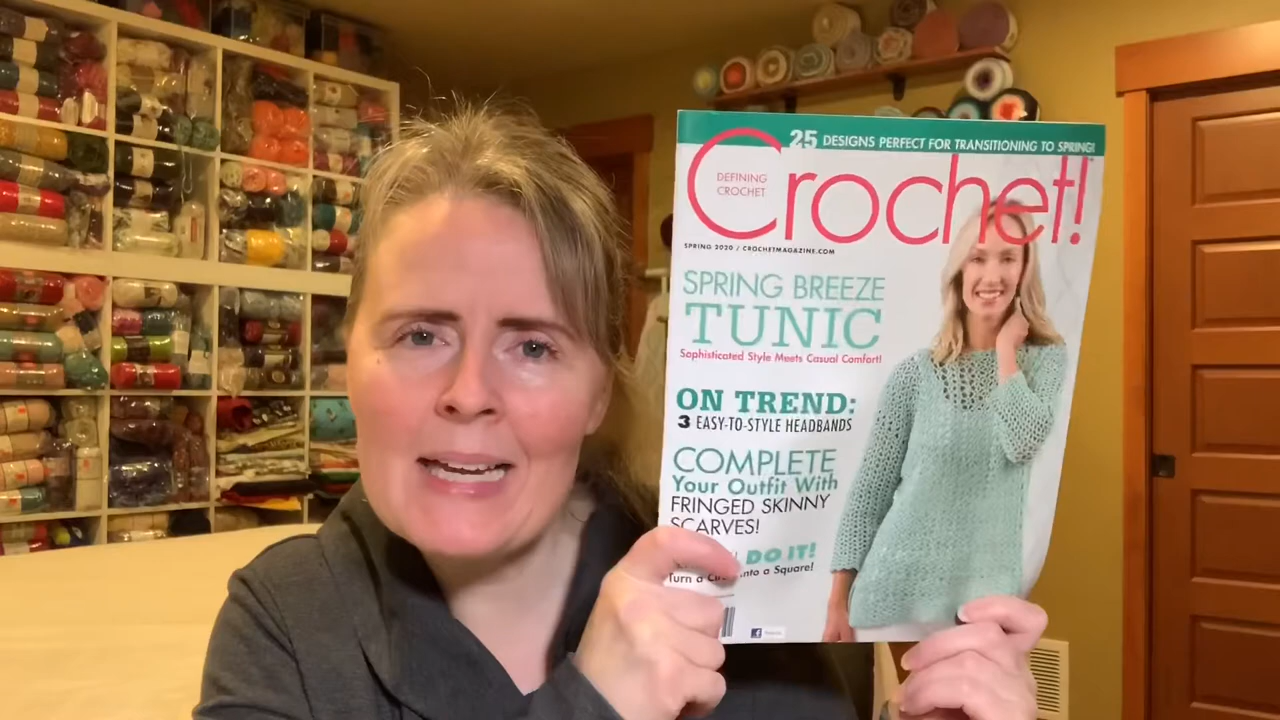 25 DESIGNS PERFECT FOR TRANSITIONING TO SPRING!
DEFINING
CROCHET
Crochet!
SPRING 2020 / CROCHETMAGAZINE.COM
SPRING BREEZE
TUNIC
Sophisticated Style Meets Casual Comfort!
ON TREND:
3 EASY-TO-STYLE HEADBANDS
COMPLETE
Your Outfit With
FRINGED SKINNY
SCARVES!
DO IT!
Turn a into a Square!